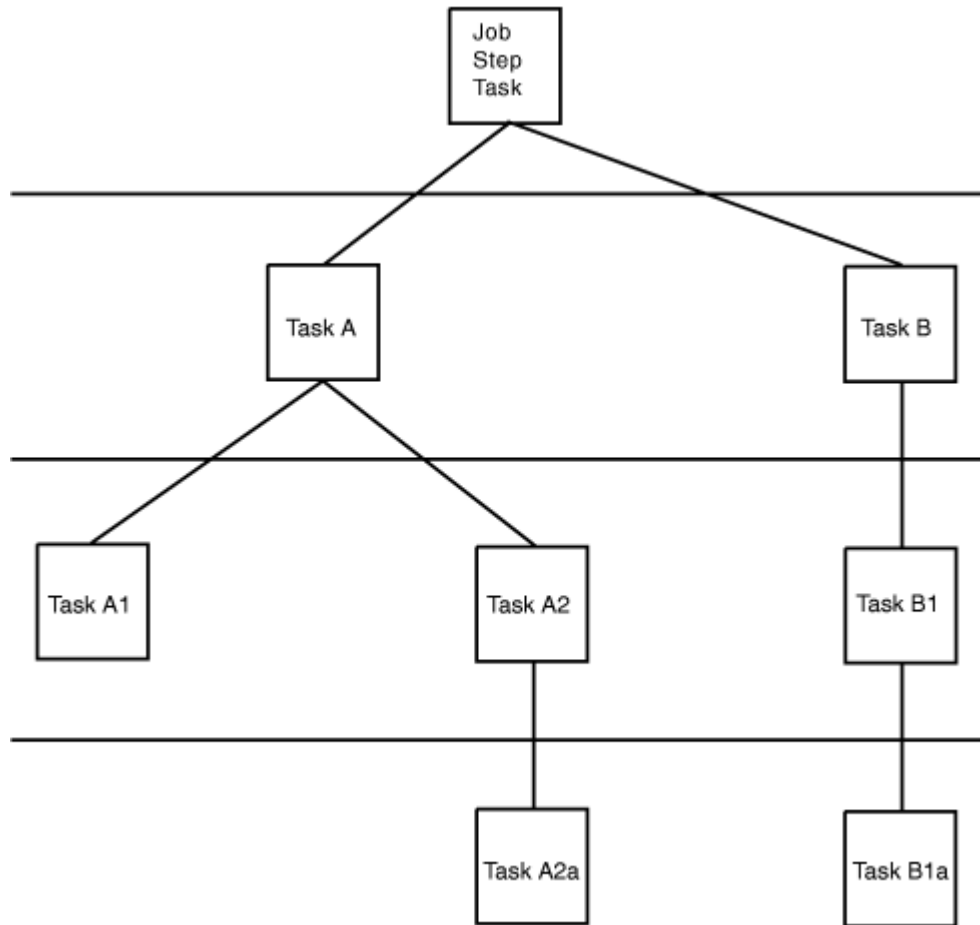 Job
Step
Task
Task A
Task B
Task A1
Task A2
Task B1
Task A2a
Task B1a